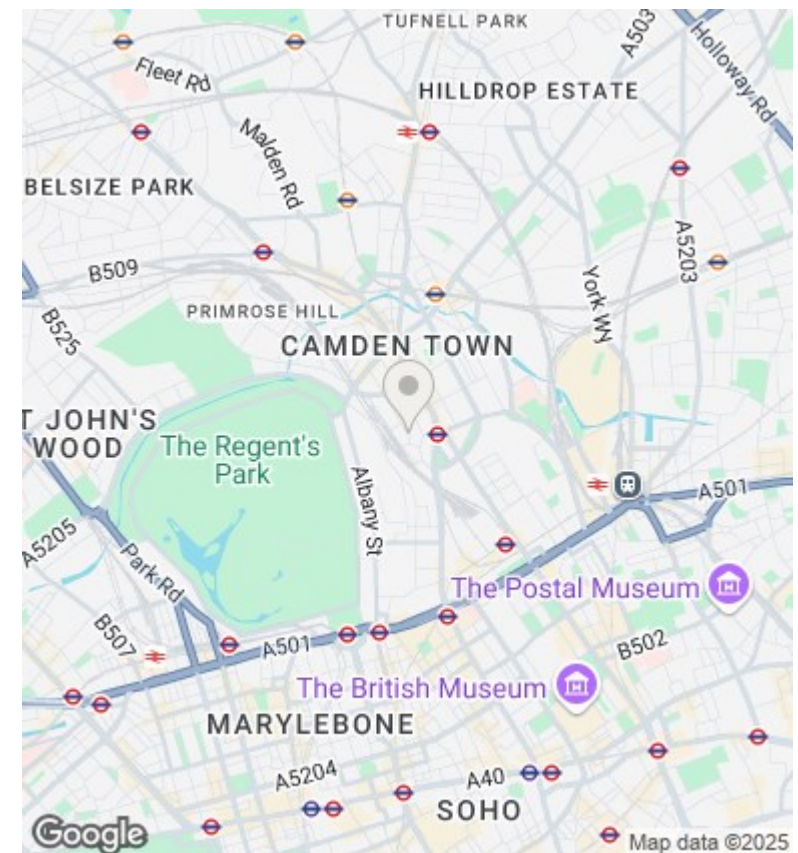 TUFNELL PARK
A503
Holloway Rd
Fleet Rd
HILLDROP ESTATE
Malden Rd
BELSIZE PARK
A5203
B509
York Wy
PRIMROSE HILL
B525
CAMDEN TOWN
T JOHN'S
WOOD
The Regent's
Park
Albany St
A501
A5205
Park Rd
The Postal Museum
B507
A501
B502
The British Museum
MARYLEBONE
A5204
A40
SOHO
Google
Map data ©2025